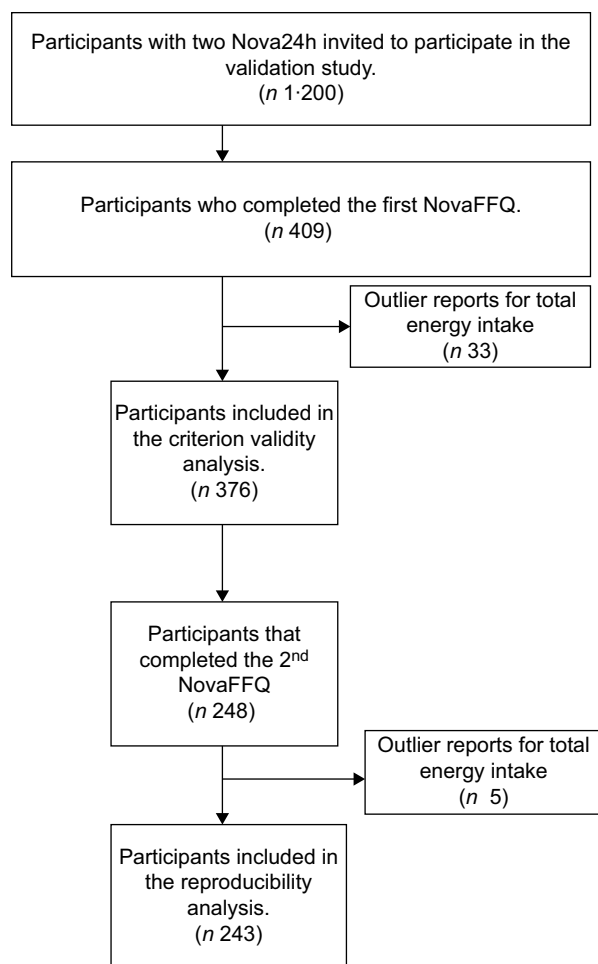 Participants with two Nova24h invited to participate in the
validation study.
(n 1·200)
Participants who completed the first NovaFFQ.
(n 409)
Outlier reports for total
energy intake
(n 33)
Participants included in
the criterion validity
analysis.
(n 376)
Participants that
completed the 2nd
NovaFFQ
(n 248)
Outlier reports for total
energy intake
(n 5)
Participants included in
the reproducibility
analysis.
(n 243)